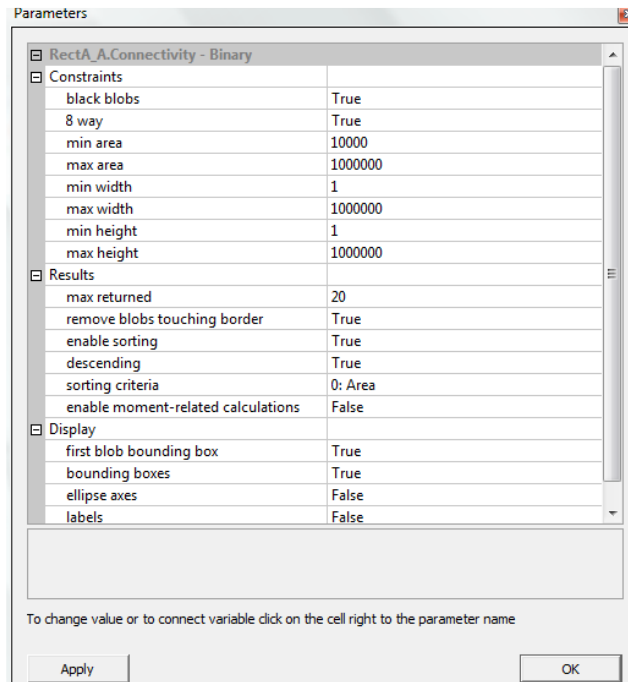 Parameters
RectA_A.Connectivity - Binary
Constraints
black blobs True
8 way True
min area 10000
max area 1000000
min width 1
max width 1000000
min height 1
max height 1000000
Results
max returned 20
remove blobs touching border True
enable sorting True
descending True
sorting criteria 0: Area
enable moment-related calculations False
Display
first blob bounding box True
bounding boxes True
ellipse axes False
labels False
To change value or to connect variable click on the cell right to the parameter name
Apply OK